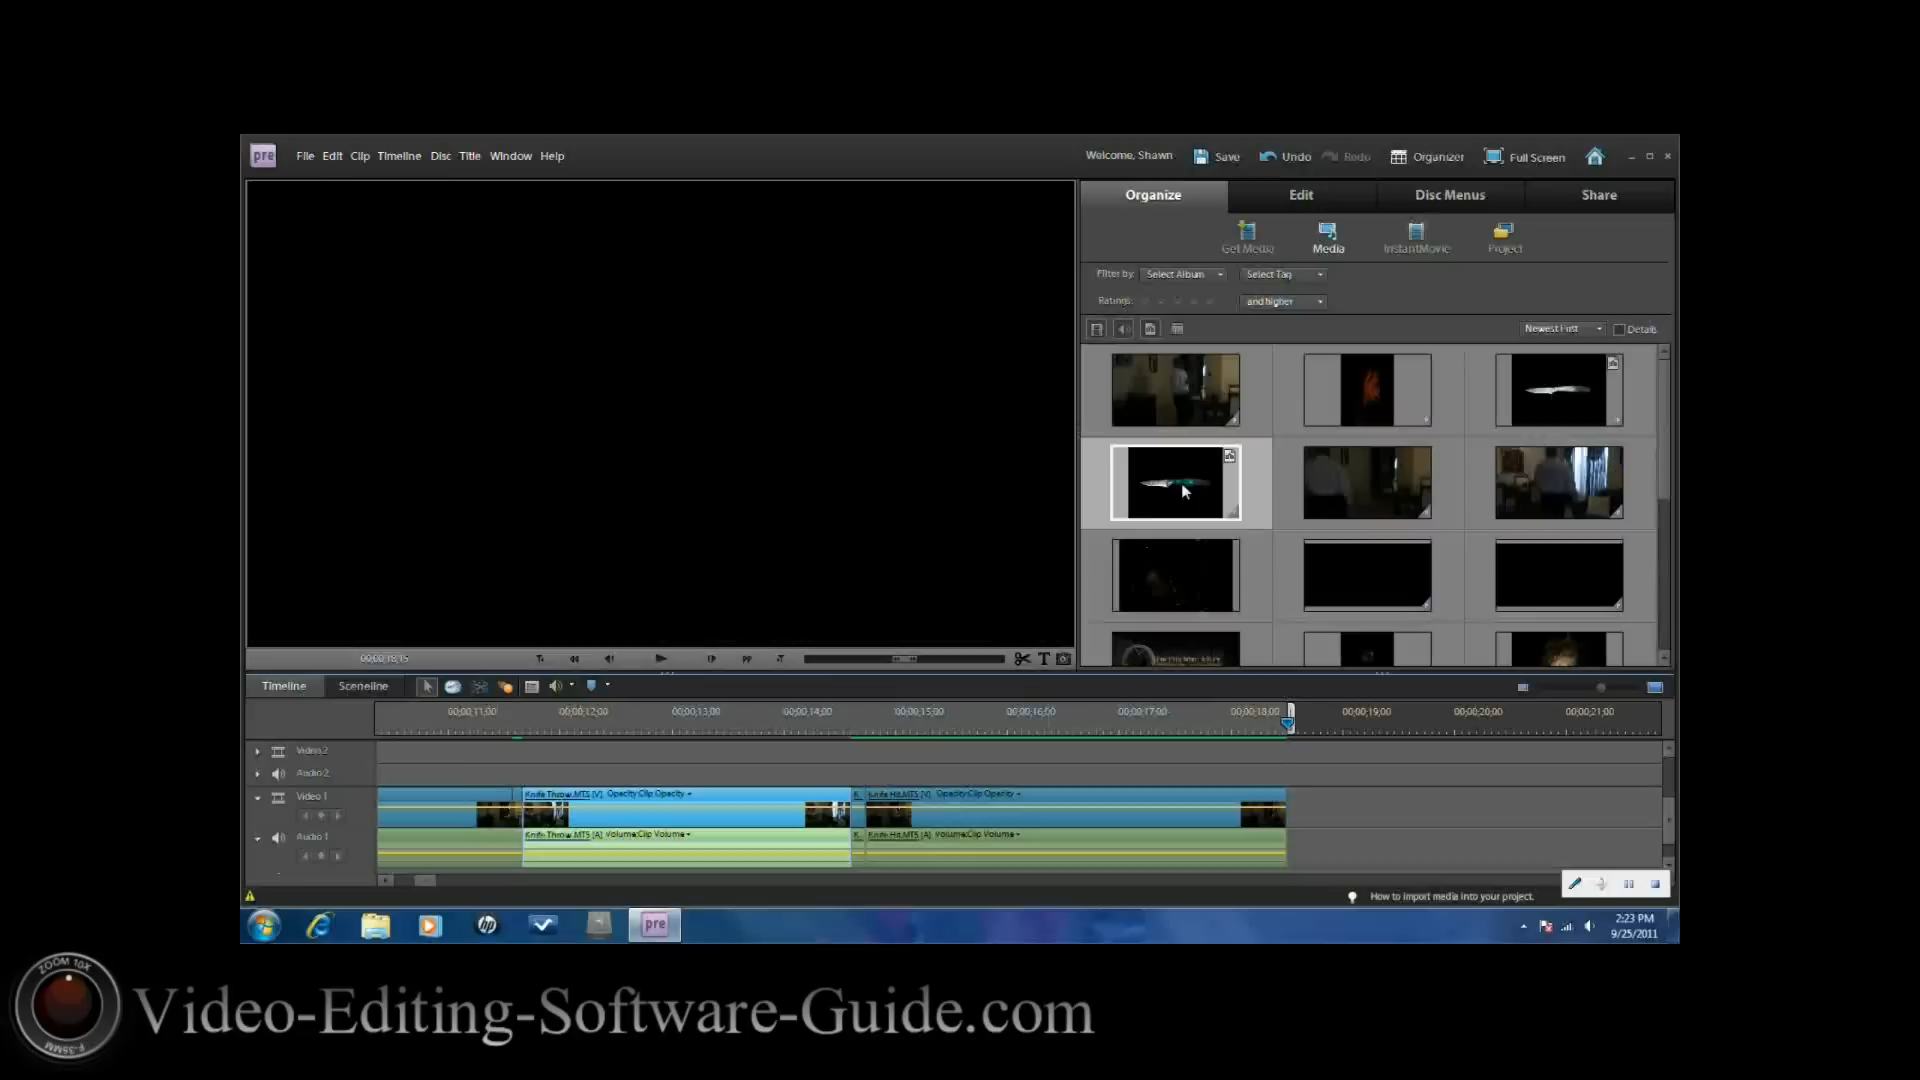 pre File Edit Clip Timeline Disc Title Window Help Welcome, Shawn Save Undo Redo Organizer Full Screen
Organize Edit Disc Menus Share
Get Media Media InstantMovie Project
Filter by: Select Album Select Tag
Ratings: and higher
Newest First Details
00;00;18;15
Timeline Sceneline
00;00;11;00 00;00;12;00 00;00;13;00 00;00;14;00 00;00;15;00 00;00;16;00 00;00;17;00 00;00;18;00 00;00;19;00 00;00;20;00 00;00;21;00
Video 2
Audio 2
Video 1 Knife Throw.MTS [V] Opacity:Clip Opacity K. Knife Hit.MTS [V] Opacity:Clip Opacity
Audio 1 Knife Throw.MTS [A] Volume:Clip Volume K. Knife Hit.MTS [A] Volume:Clip Volume
How to import media into your project.
hp pre 2:23 PM
9/25/2011
ZOOM 10X
F-35MM
Video-Editing-Software-Guide.com